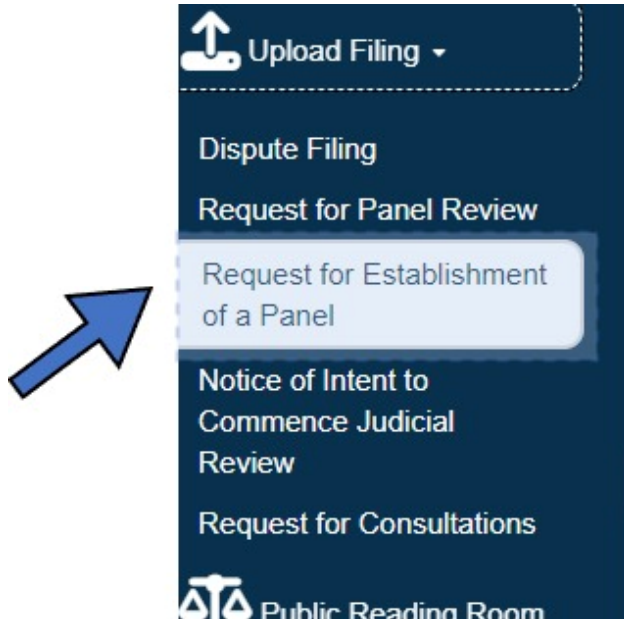 Upload Filing
Dispute Filing
Request for Panel Review
Request for Establishment
of a Panel
Notice of Intent to
Commence Judicial
Review
Request for Consultations
Public Reading Room